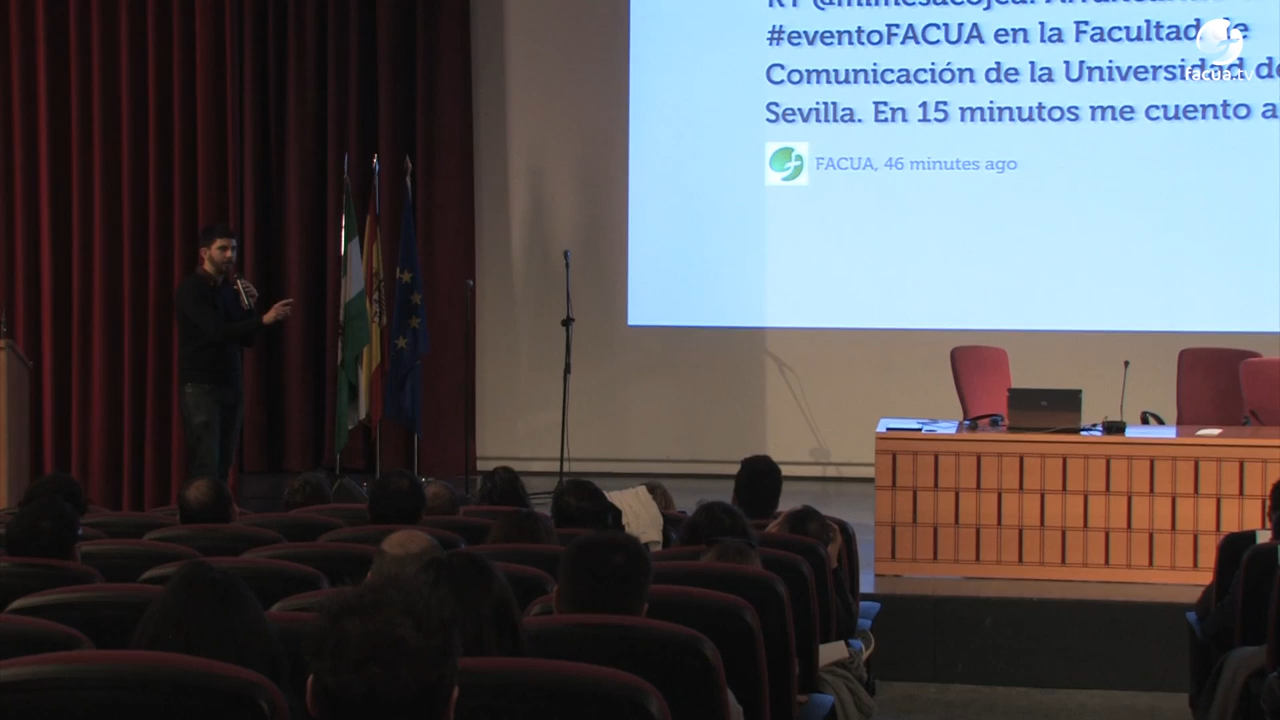 #eventoFACUA en la Facultad de
Comunicación de la Universidad de
Sevilla. En 15 minutos me cuento a
FACUA, 46 minutes ago
facua.tv